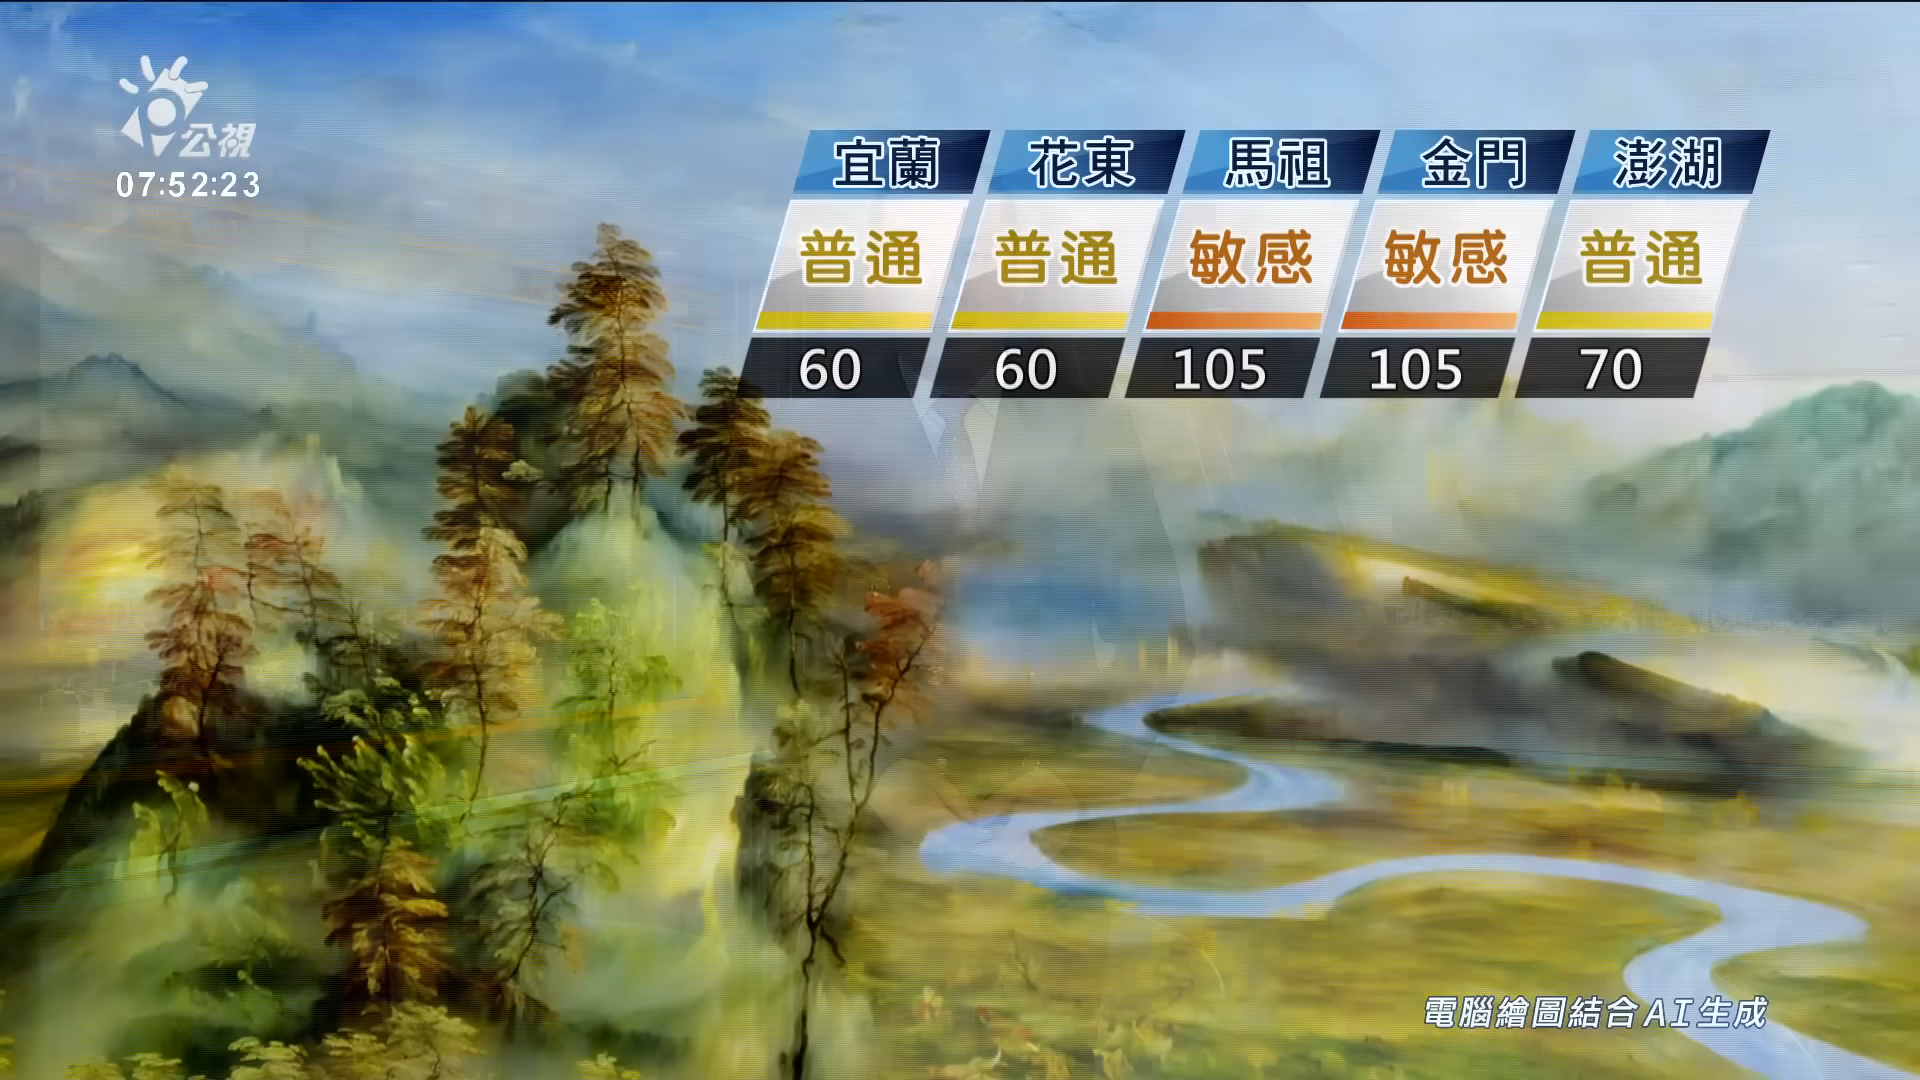 公視
07:52:23
宜蘭 花東 馬祖 金門 澎湖
普通 普通 敏感 敏感 普通
60 60 105 105 70
電腦繪圖結合AI生成